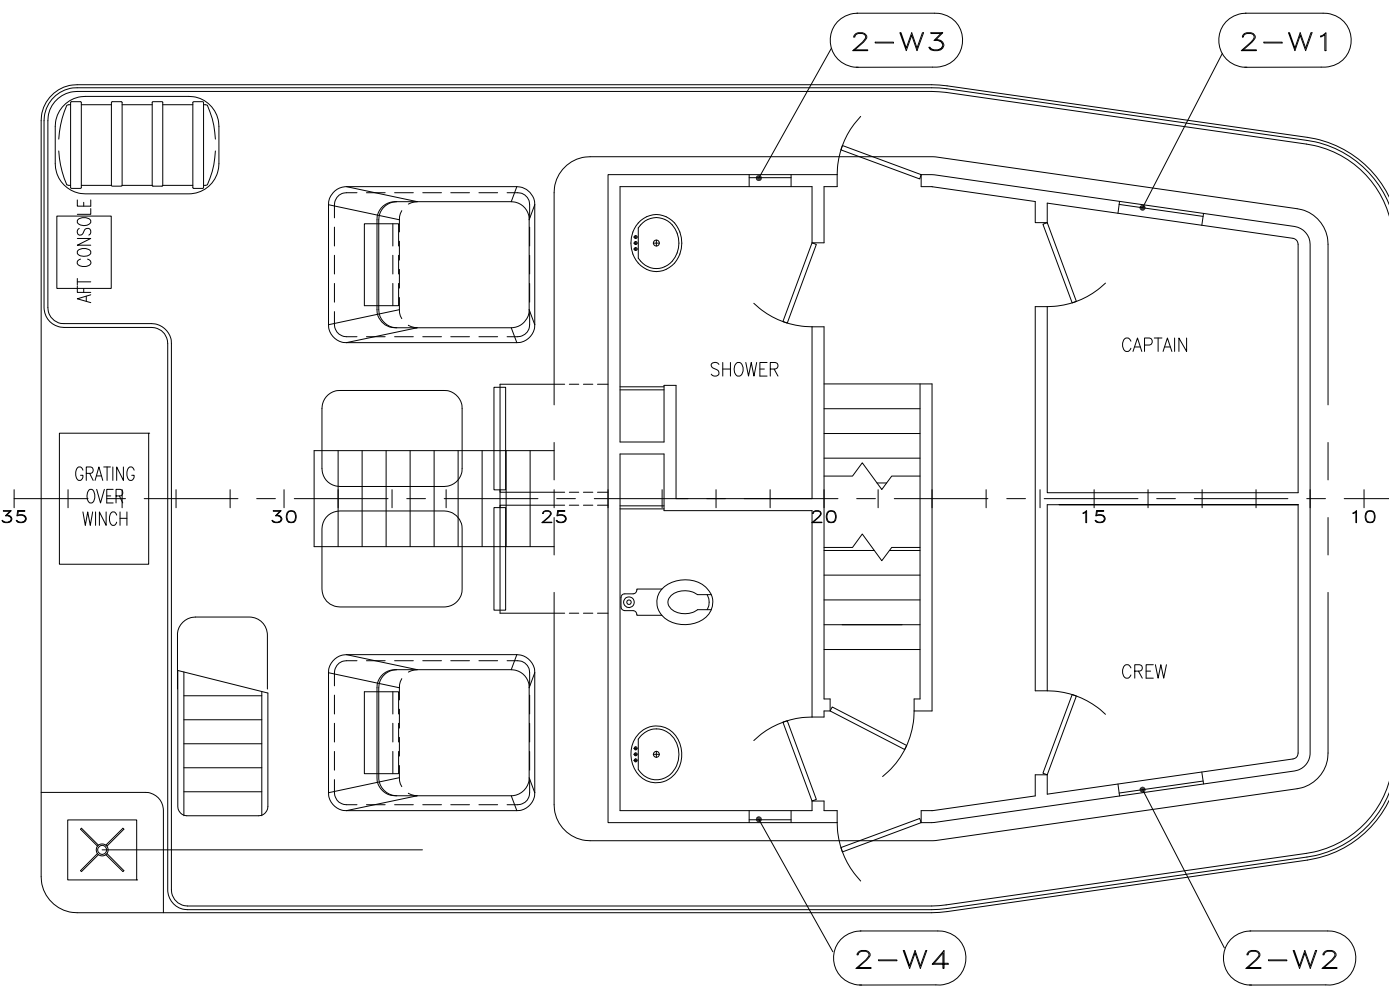 2-W3
2-W1
AFT CONSOLE
SHOWER
CAPTAIN
GRATING
OVER
WINCH
35
30
25
20
15
10
CREW
2-W4
2-W2